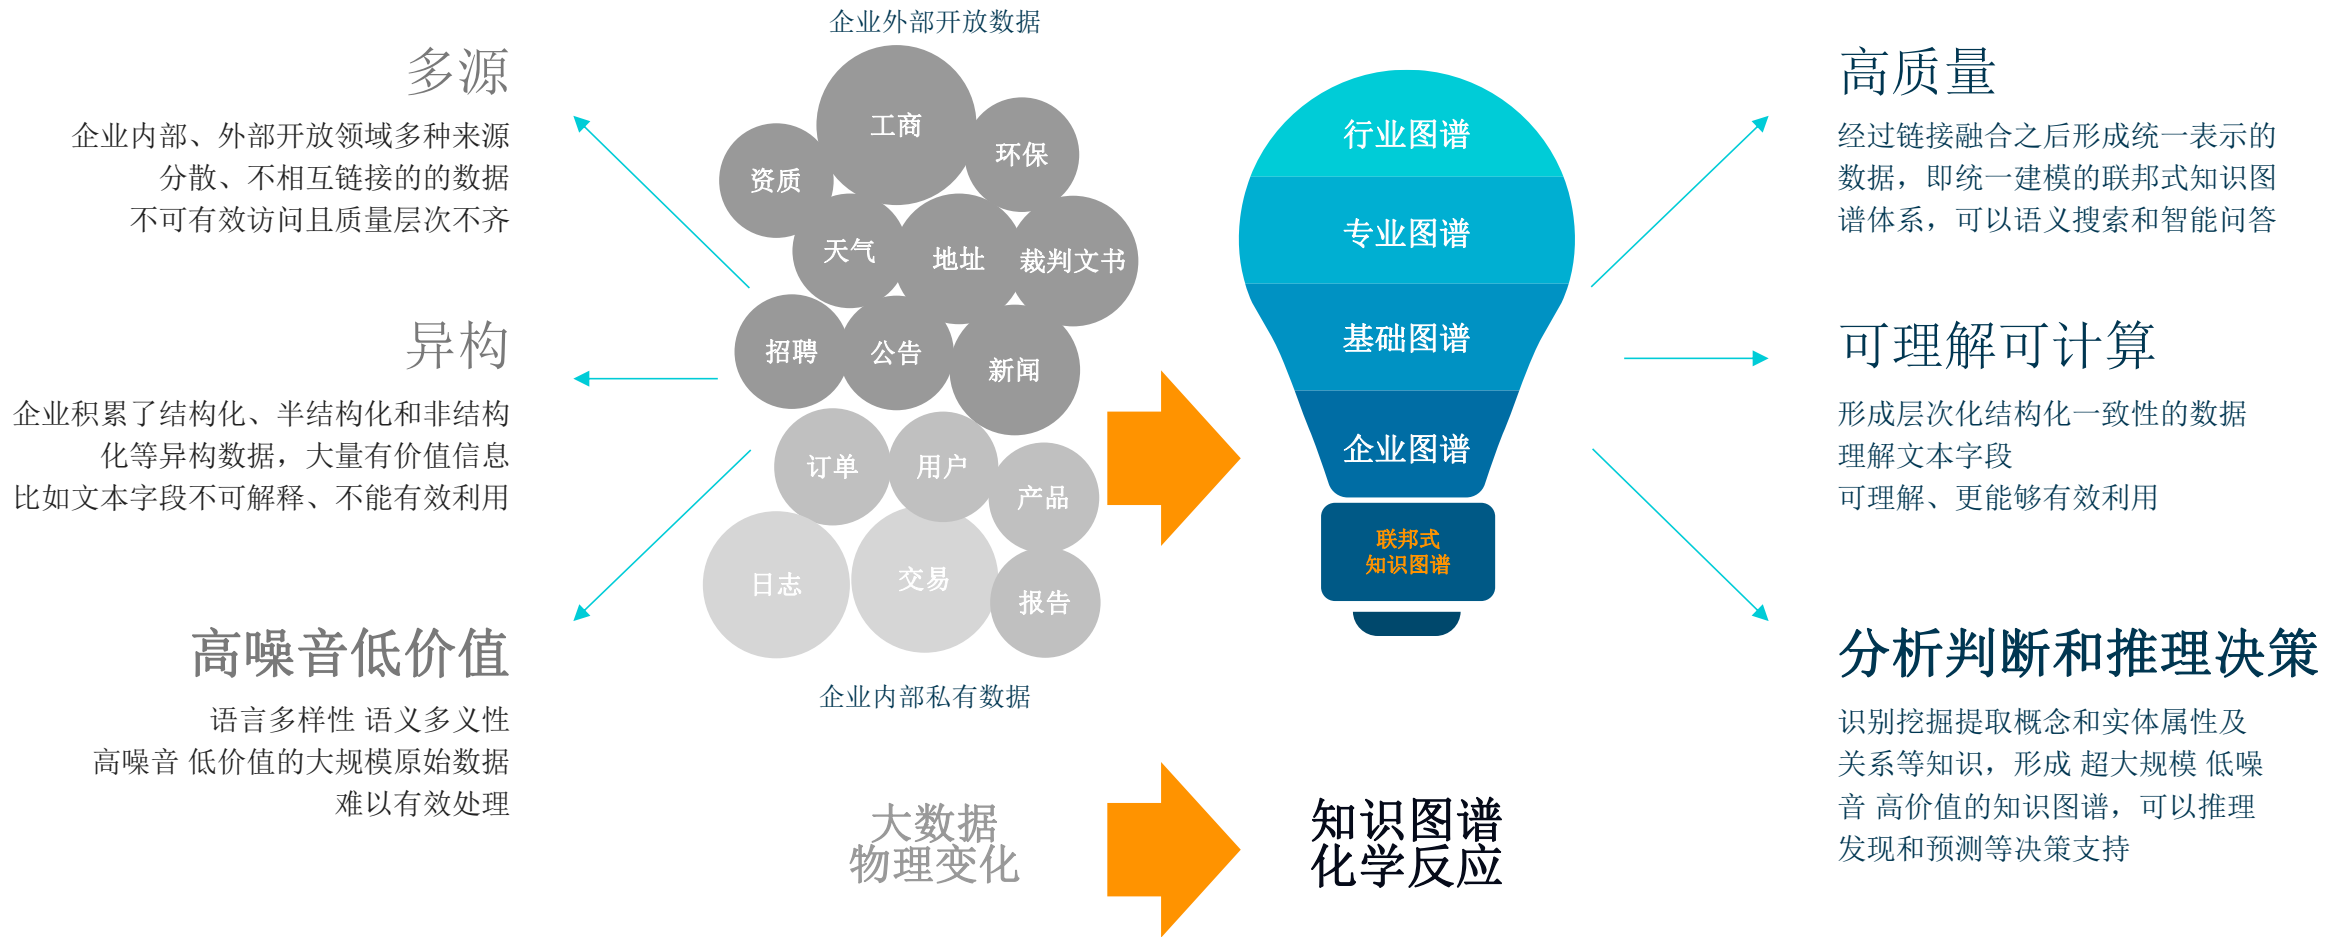 多源
企业内部、外部开放领域多种来源
分散、不相互链接的的数据
不可有效访问且质量层次不齐
异构
企业积累了结构化、半结构化和非结构
化等异构数据，大量有价值信息
比如文本字段不可解释、不能有效利用
高噪音低价值
语言多样性 语义多义性
高噪音 低价值的大规模原始数据
难以有效处理
企业外部开放数据
工商
环保
资质
天气
地址
裁判文书
招聘
公告
新闻
订单
用户
产品
日志
交易
报告
企业内部私有数据
大数据
物理变化
行业图谱
专业图谱
基础图谱
企业图谱
联邦式
知识图谱
知识图谱
化学反应
高质量
经过链接融合之后形成统一表示的
数据，即统一建模的联邦式知识图
谱体系，可以语义搜索和智能问答
可理解可计算
形成层次化结构化一致性的数据
理解文本字段
可理解、更能够有效利用
分析判断和推理决策
识别挖掘提取概念和实体属性及
关系等知识，形成 超大规模 低噪
音 高价值的知识图谱，可以推理
发现和预测等决策支持